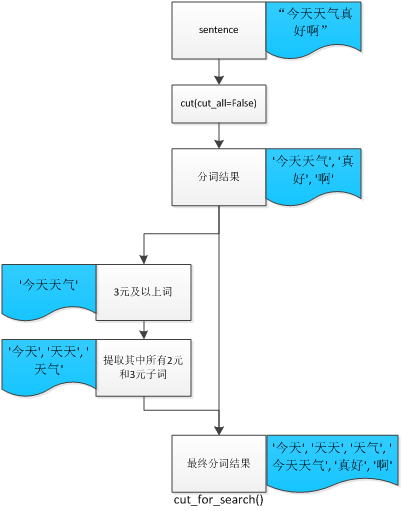 sentence
“今天天气真
好啊”
cut(cut_all=False)
分词结果
'今天天气', '真
好', '啊'
'今天天气'
3元及以上词
'今天', '天天', '
天气'
提取其中所有2元
和3元子词
最终分词结果
'今天', '天天', '天气', '
今天天气', '真好', '啊'
cut_for_search()